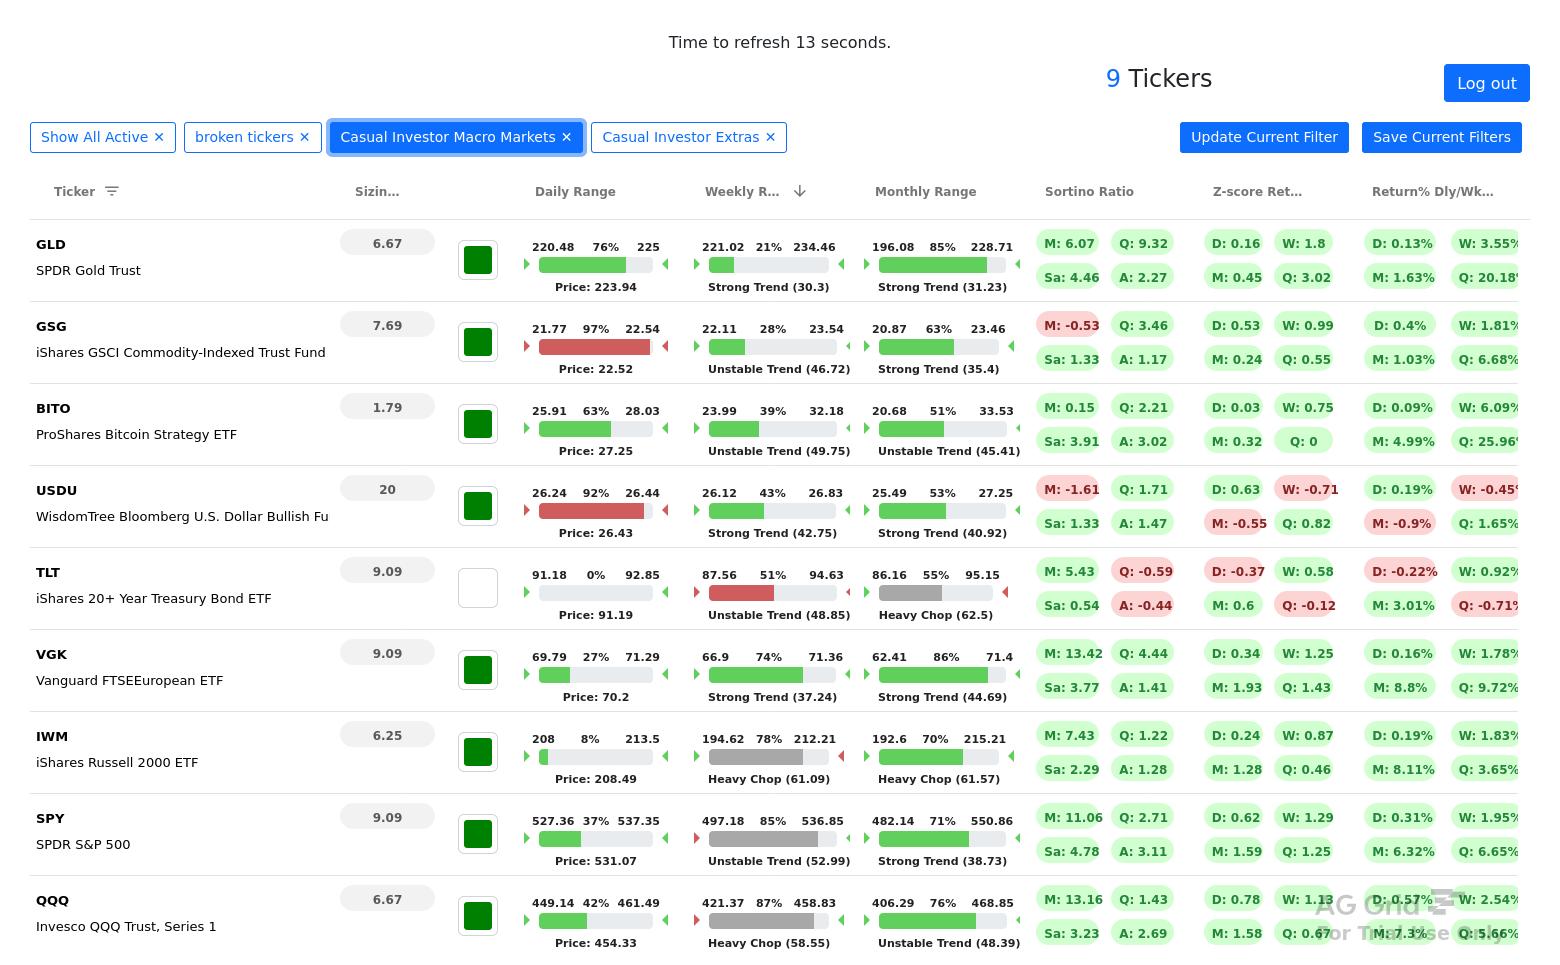 Time to refresh 13 seconds.
9 Tickers
Log out
Show All Active ✕ broken tickers ✕ Casual Investor Macro Markets ✕ Casual Investor Extras ✕ Update Current Filter Save Current Filters
Ticker Sizin... Daily Range Weekly R... Monthly Range Sortino Ratio Z-score Ret... Return% Dly/Wk...
GLD 6.67 220.48 76% 225 221.02 21% 234.46 196.08 85% 228.71 M: 6.07 Q: 9.32 D: 0.16 W: 1.8 D: 0.13% W: 3.55%
SPDR Gold Trust Price: 223.94 Strong Trend (30.3) Strong Trend (31.23) Sa: 4.46 A: 2.27 M: 0.45 Q: 3.02 M: 1.63% Q: 20.18%
GSG 7.69 21.77 97% 22.54 22.11 28% 23.54 20.87 63% 23.46 M: -0.53 Q: 3.46 D: 0.53 W: 0.99 D: 0.4% W: 1.81%
iShares GSCI Commodity-Indexed Trust Fund Price: 22.52 Unstable Trend (46.72) Strong Trend (35.4) Sa: 1.33 A: 1.17 M: 0.24 Q: 0.55 M: 1.03% Q: 6.68%
BITO 1.79 25.91 63% 28.03 23.99 39% 32.18 20.68 51% 33.53 M: 0.15 Q: 2.21 D: 0.03 W: 0.75 D: 0.09% W: 6.09%
ProShares Bitcoin Strategy ETF Price: 27.25 Unstable Trend (49.75) Unstable Trend (45.41) Sa: 3.91 A: 3.02 M: 0.32 Q: 0 M: 4.99% Q: 25.96%
USDU 20 26.24 92% 26.44 26.12 43% 26.83 25.49 53% 27.25 M: -1.61 Q: 1.71 D: 0.63 W: -0.71 D: 0.19% W: -0.45%
WisdomTree Bloomberg U.S. Dollar Bullish Fu Price: 26.43 Strong Trend (42.75) Strong Trend (40.92) Sa: 1.33 A: 1.47 M: -0.55 Q: 0.82 M: -0.9% Q: 1.65%
TLT 9.09 91.18 0% 92.85 87.56 51% 94.63 86.16 55% 95.15 M: 5.43 Q: -0.59 D: -0.37 W: 0.58 D: -0.22% W: 0.92%
iShares 20+ Year Treasury Bond ETF Price: 91.19 Unstable Trend (48.85) Heavy Chop (62.5) Sa: 0.54 A: -0.44 M: 0.6 Q: -0.12 M: 3.01% Q: -0.71%
VGK 9.09 69.79 27% 71.29 66.9 74% 71.36 62.41 86% 71.4 M: 13.42 Q: 4.44 D: 0.34 W: 1.25 D: 0.16% W: 1.78%
Vanguard FTSEEuropean ETF Price: 70.2 Strong Trend (37.24) Strong Trend (44.69) Sa: 3.77 A: 1.41 M: 1.93 Q: 1.43 M: 8.8% Q: 9.72%
IWM 6.25 208 8% 213.5 194.62 78% 212.21 192.6 70% 215.21 M: 7.43 Q: 1.22 D: 0.24 W: 0.87 D: 0.19% W: 1.83%
iShares Russell 2000 ETF Price: 208.49 Heavy Chop (61.09) Heavy Chop (61.57) Sa: 2.29 A: 1.28 M: 1.28 Q: 0.46 M: 8.11% Q: 3.65%
SPY 9.09 527.36 37% 537.35 497.18 85% 536.85 482.14 71% 550.86 M: 11.06 Q: 2.71 D: 0.62 W: 1.29 D: 0.31% W: 1.95%
SPDR S&P 500 Price: 531.07 Unstable Trend (52.99) Strong Trend (38.73) Sa: 4.78 A: 3.11 M: 1.59 Q: 1.25 M: 6.32% Q: 6.65%
QQQ 6.67 449.14 42% 461.49 421.37 87% 458.83 406.29 76% 468.85 M: 13.16 Q: 1.43 D: 0.78 W: 1.13 D: 0.57% W: 2.54%
Invesco QQQ Trust, Series 1 Price: 454.33 Heavy Chop (58.55) Unstable Trend (48.39) Sa: 3.23 A: 2.69 M: 1.58 Q: 0.67 M: 7.3% Q: 5.66%
AG Grid
For Trial Use Only